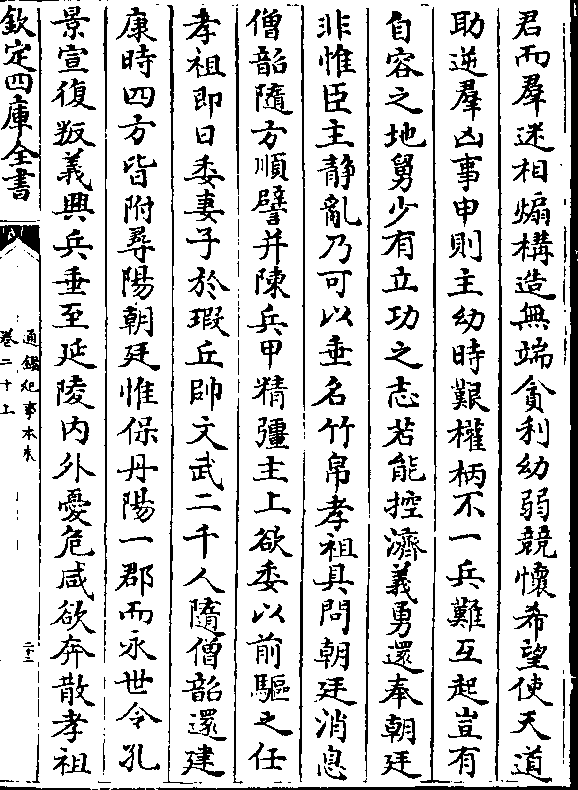 君而羣迷相煽構造無端貪利幼弱競懷希望使天道
助逆羣凶事申則主幼時艱權柄不一兵難互起豈有
自容之地舅少有立功之志若能控濟義勇還奉朝廷
非惟臣主静亂乃可以垂名竹帛孝祖具問朝廷消息
僧韶隨方順譬并陳兵甲精彊主上欲委以前驅之任
孝祖即日委妻子於瑕丘帥文武二千人隨僧韶還建
康時四方皆附尋陽朝廷惟保丹陽一郡而永世令孔
景宣復叛義興兵垂至延陵内外憂危咸欲奔散孝祖
欽定四庫全書
通鑑紀事本末
卷二十上
二十三